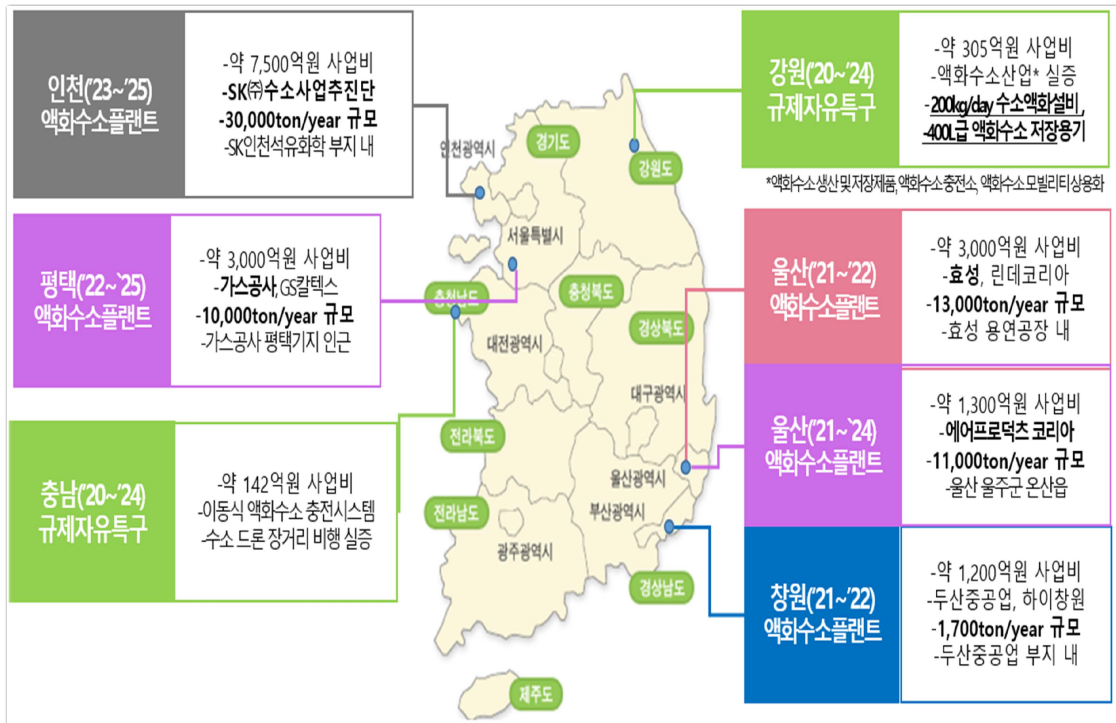 인천('23~'25)
액화수소플랜트
-약 7,500억원 사업비
-SK㈜수소사업추진단
-30,000ton/year 규모
-SK인천석유화학 부지 내
평택('22~`25)
액화수소플랜트
-약 3,000억원 사업비
-가스공사, GS칼텍스
-10,000ton/year 규모
-가스공사 평택기지 인근
충남('20~'24)
규제자유특구
-약 142억원 사업비
-이동식 액화수소 충전시스템
-수소 드론 장거리 비행 실증
인천광역시
경기도
강원도
서울특별시
충청남도
충청북도
경상북도
대전광역시
대구광역시
전라북도
울산광역시
전라남도
부산광역시
광주광역시
경상남도
제주도
강원('20~'24)
규제자유특구
-약 305억원 사업비
-액화수소산업* 실증
-200kg/day 수소액화설비,
-400L급 액화수소 저장용기
*액화수소 생산 및 저장제품, 액화수소 충전소, 액화수소 모빌리티 상용화
울산('21~'22)
액화수소플랜트
-약 3,000억원 사업비
-효성, 린데코리아
-13,000ton/year 규모
-효성 용연공장 내
울산('21~`24)
액화수소플랜트
-약 1,300억원 사업비
-에어프로덕츠 코리아
-11,000ton/year 규모
-울산 울주군 온산읍
창원('21~'22)
액화수소플랜트
-약 1,200억원 사업비
-두산중공업, 하이창원
-1,700ton/year 규모
-두산중공업 부지 내